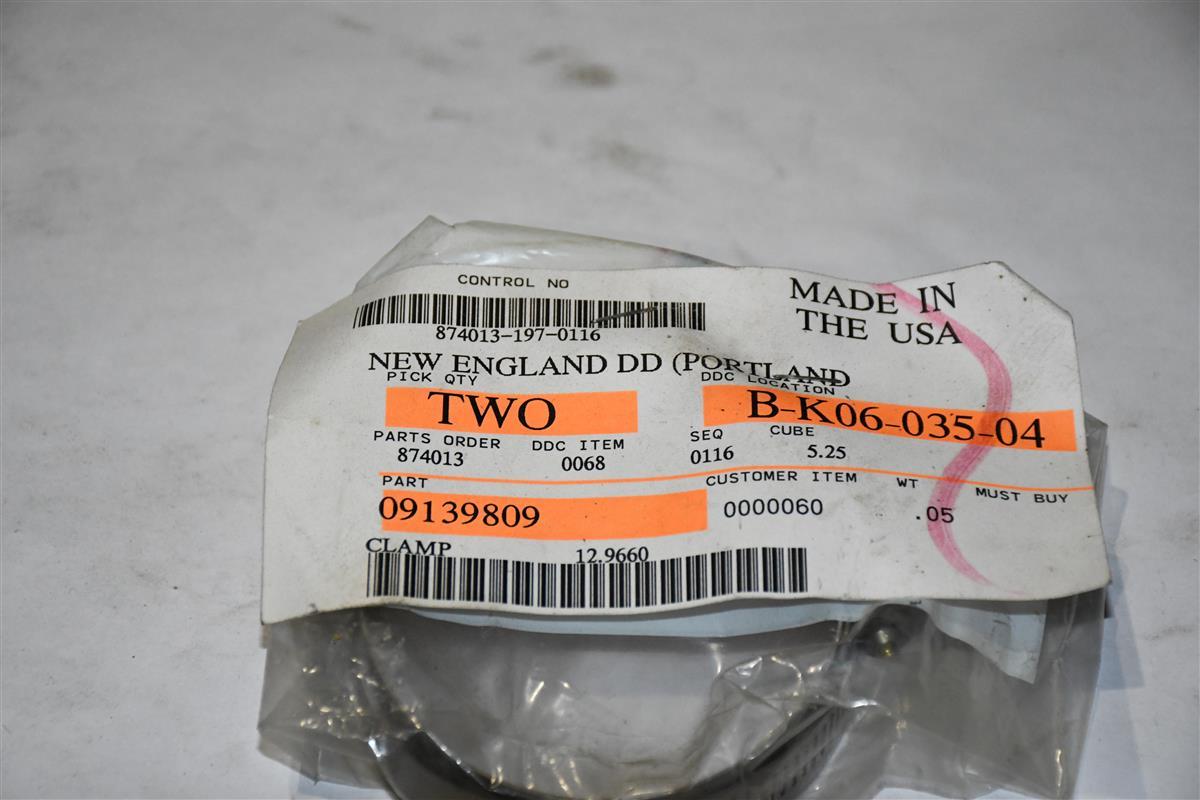 CONTROL NO
874013-197-0116
MADE IN
THE USA
NEW ENGLAND DD (PORTLAND
PICK QTY DDC LOCATION
TWO B-K06-035-04
PARTS ORDER DDC ITEM SEQ CUBE
874013 0068 0116 5.25
PART CUSTOMER ITEM WT MUST BUY
09139809 0000060 .05
CLAMP 12.9660